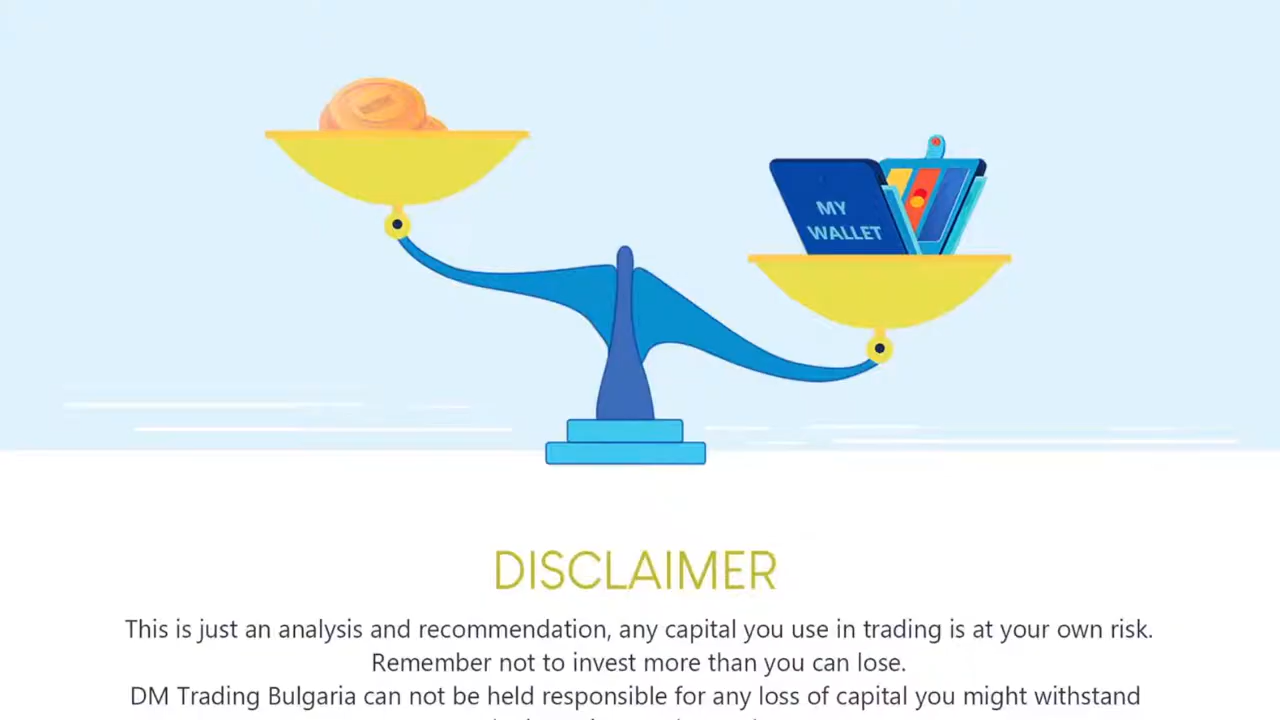 MY
WALLET
DISCLAIMER
This is just an analysis and recommendation, any capital you use in trading is at your own risk.
Remember not to invest more than you can lose.
DM Trading Bulgaria can not be held responsible for any loss of capital you might withstand